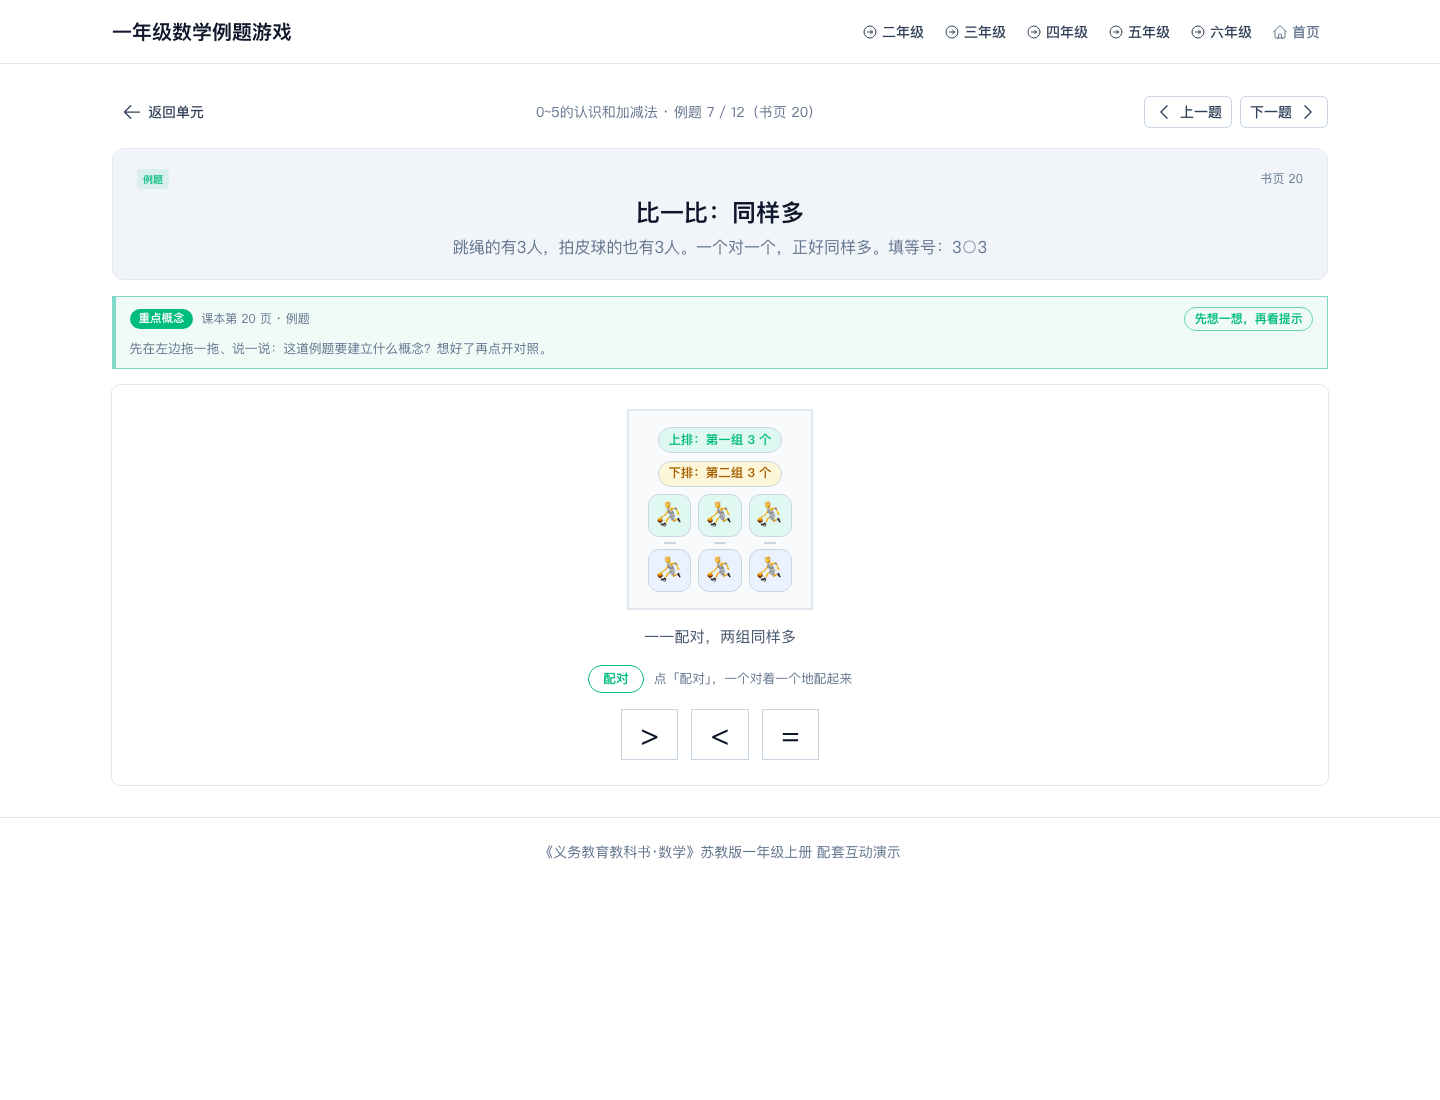 一年级数学例题游戏
二年级 三年级 四年级 五年级 六年级 首页
返回单元
0~5的认识和加减法 · 例题 7 / 12（书页 20）
上一题 下一题
例题
书页 20
比一比：同样多
跳绳的有3人，拍皮球的也有3人。一个对一个，正好同样多。填等号：3○3
重点概念 课本第 20 页 · 例题
先想一想，再看提示
先在左边拖一拖、说一说：这道例题要建立什么概念？想好了再点开对照。
上排：第一组 3 个
下排：第二组 3 个
一一配对，两组同样多
配对 点「配对」，一个对着一个地配起来
> < =
《义务教育教科书·数学》苏教版一年级上册 配套互动演示